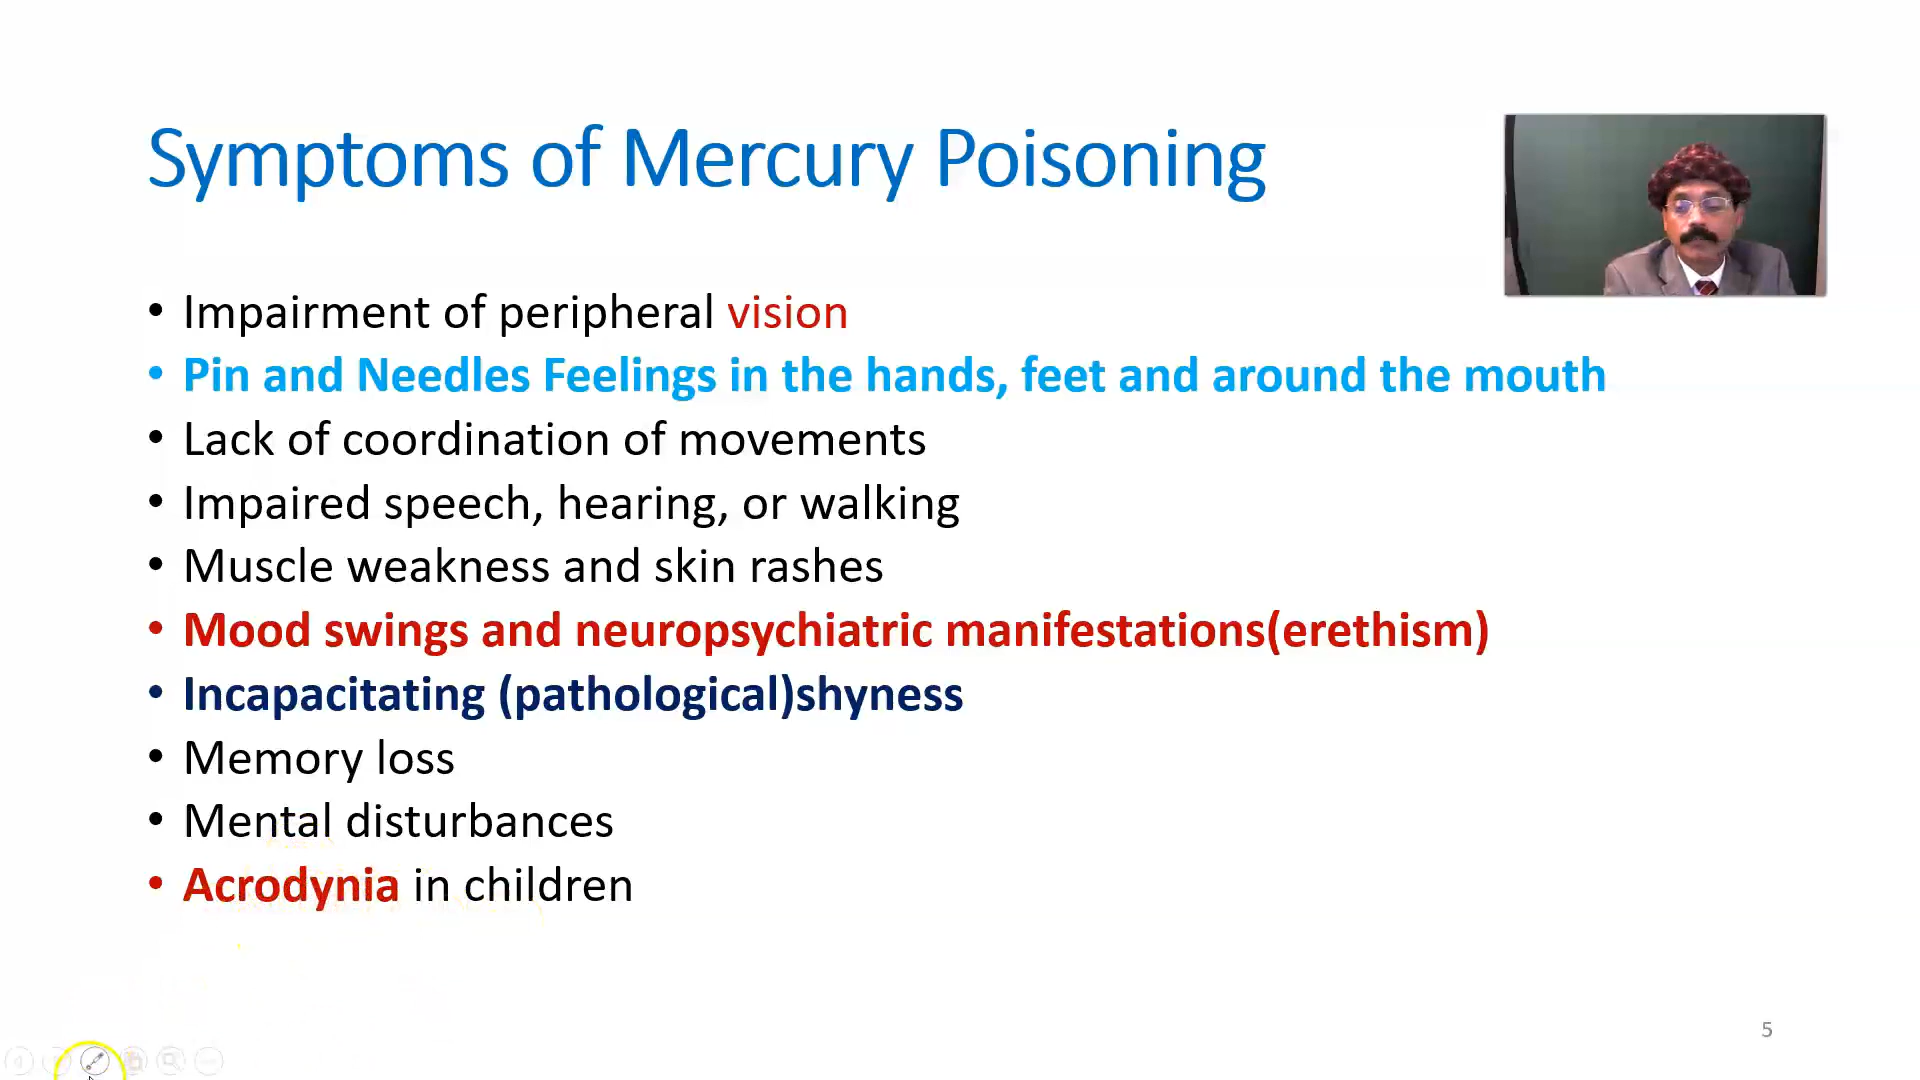 Symptoms of Mercury Poisoning
• Impairment of peripheral vision
• Pin and Needles Feelings in the hands, feet and around the mouth
• Lack of coordination of movements
• Impaired speech, hearing, or walking
• Muscle weakness and skin rashes
• Mood swings and neuropsychiatric manifestations(erethism)
• Incapacitating (pathological)shyness
• Memory loss
• Mental disturbances
• Acrodynia in children
5